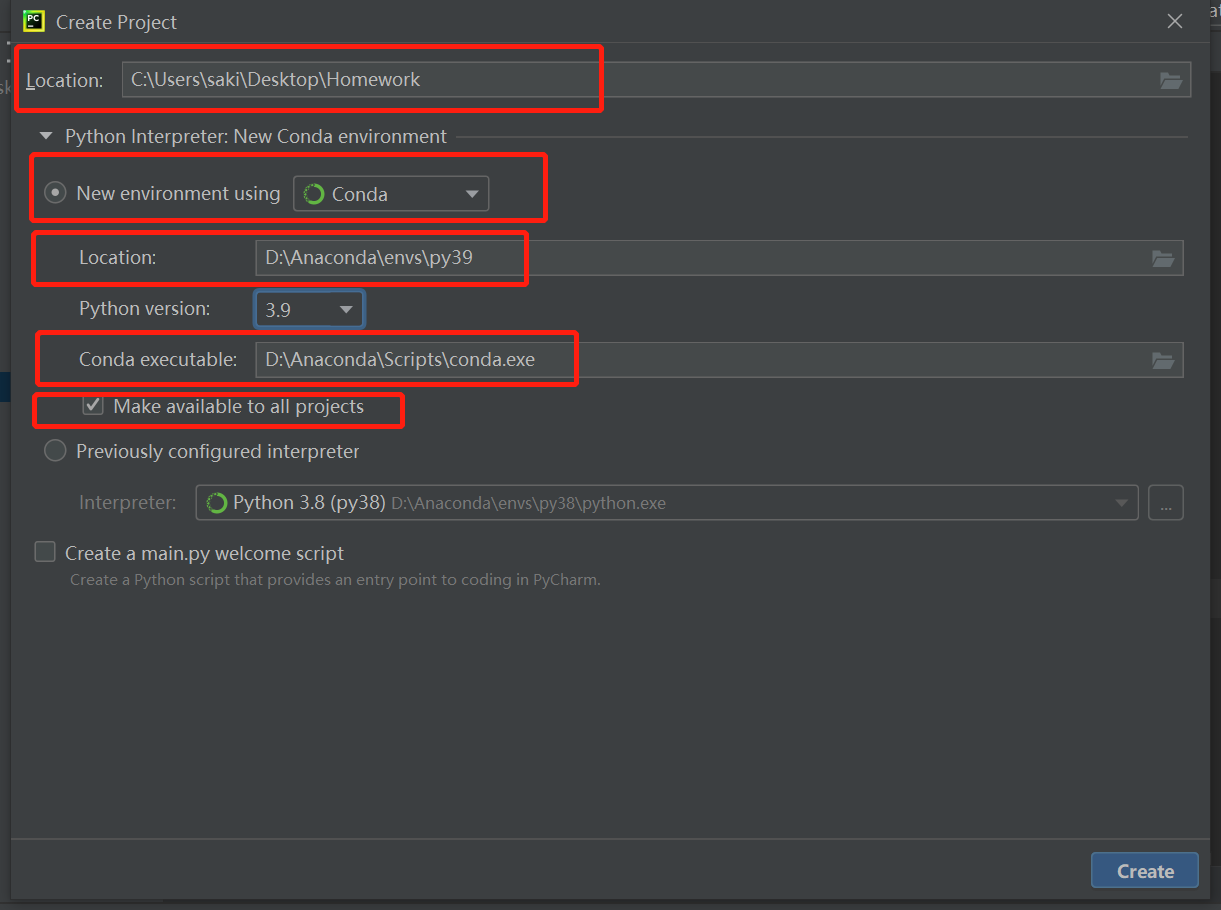 PC
Create Project
Location: C:\Users\saki\Desktop\Homework
Python Interpreter: New Conda environment
New environment using Conda
Location: D:\Anaconda\envs\py39
Python version: 3.9
Conda executable: D:\Anaconda\Scripts\conda.exe
Make available to all projects
Previously configured interpreter
Interpreter: Python 3.8 (py38) D:\Anaconda\envs\py38\python.exe ...
Create a main.py welcome script
Create a Python script that provides an entry point to coding in PyCharm.
Create